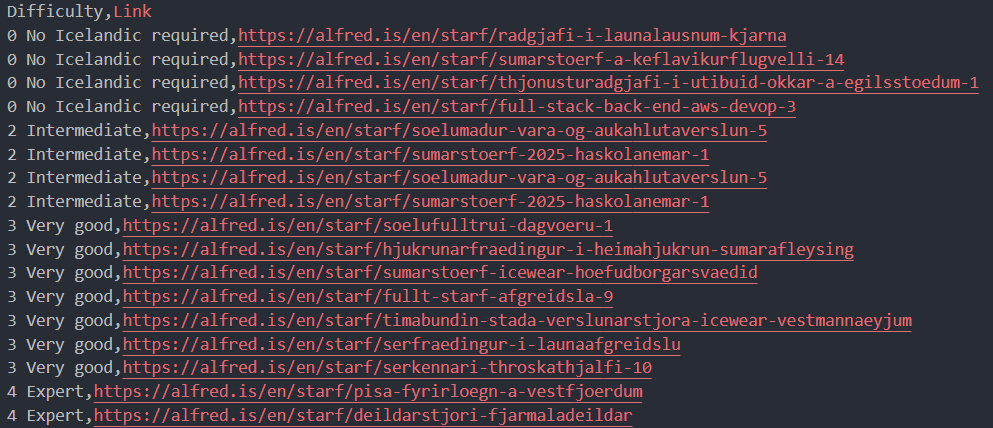 Difficulty,Link
0 No Icelandic required,https://alfred.is/en/starf/radgjafi-i-launalausnum-kjarna
0 No Icelandic required,https://alfred.is/en/starf/sumarstoerf-a-keflavikurflugvelli-14
0 No Icelandic required,https://alfred.is/en/starf/thjonusturadgjafi-i-utibuid-okkar-a-egilsstoedum-1
0 No Icelandic required,https://alfred.is/en/starf/full-stack-back-end-aws-devop-3
2 Intermediate,https://alfred.is/en/starf/soelumadur-vara-og-aukahlutaverslun-5
2 Intermediate,https://alfred.is/en/starf/sumarstoerf-2025-haskolanemar-1
2 Intermediate,https://alfred.is/en/starf/soelumadur-vara-og-aukahlutaverslun-5
2 Intermediate,https://alfred.is/en/starf/sumarstoerf-2025-haskolanemar-1
3 Very good,https://alfred.is/en/starf/soelufulltrui-dagvoeru-1
3 Very good,https://alfred.is/en/starf/hjukrunarfraedingur-i-heimahjukrun-sumarafleysing
3 Very good,https://alfred.is/en/starf/sumarstoerf-icewear-hoefudborgarsvaedid
3 Very good,https://alfred.is/en/starf/fullt-starf-afgreidsla-9
3 Very good,https://alfred.is/en/starf/timabundin-stada-verslunarstjora-icewear-vestmannaeyjum
3 Very good,https://alfred.is/en/starf/serfraedingur-i-launaafgreidslu
3 Very good,https://alfred.is/en/starf/serkennari-throskathjalfi-10
4 Expert,https://alfred.is/en/starf/pisa-fyrirloegn-a-vestfjoerdum
4 Expert,https://alfred.is/en/starf/deildarstjori-fjarmaladeildar